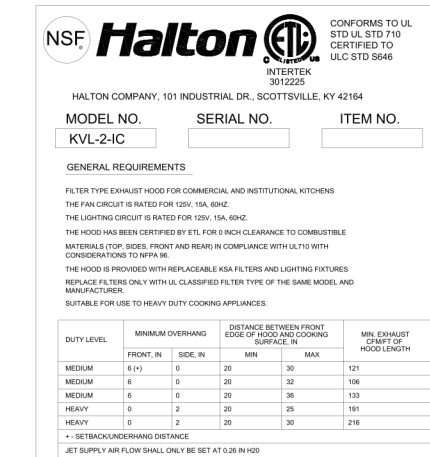 NSF Halton ETL CONFORMS TO UL
STD UL STD 710
CERTIFIED TO
ULC STD S646
C LISTED US
INTERTEK
3012225
HALTON COMPANY, 101 INDUSTRIAL DR., SCOTTSVILLE, KY 42164
MODEL NO. SERIAL NO. ITEM NO.
KVL-2-IC
GENERAL REQUIREMENTS
FILTER TYPE EXHAUST HOOD FOR COMMERCIAL AND INSTITUTIONAL KITCHENS
THE FAN CIRCUIT IS RATED FOR 125V, 15A, 60HZ.
THE LIGHTING CIRCUIT IS RATED FOR 125V, 15A, 60HZ.
THE HOOD HAS BEEN CERTIFIED BY ETL FOR 0 INCH CLEARANCE TO COMBUSTIBLE
MATERIALS (TOP, SIDES, FRONT AND REAR) IN COMPLIANCE WITH UL710 WITH
CONSIDERATIONS TO NFPA 96.
THE HOOD IS PROVIDED WITH REPLACEABLE KSA FILTERS AND LIGHTING FIXTURES
REPLACE FILTERS ONLY WITH UL CLASSIFIED FILTER TYPE OF THE SAME MODEL AND
MANUFACTURER.
SUITABLE FOR USE TO HEAVY DUTY COOKING APPLIANCES.
DUTY LEVEL MINIMUM OVERHANG DISTANCE BETWEEN FRONT
EDGE OF HOOD AND COOKING
SURFACE, IN MIN. EXHAUST
CFM/FT OF
HOOD LENGTH
FRONT, IN SIDE, IN MIN MAX
MEDIUM 6 (+) 0 20 30 121
MEDIUM 6 0 20 32 106
MEDIUM 6 0 20 36 133
HEAVY 0 2 20 25 191
HEAVY 0 2 20 30 216
+ - SETBACK/UNDERHANG DISTANCE
JET SUPPLY AIR FLOW SHALL ONLY BE SET AT 0.26 IN H20